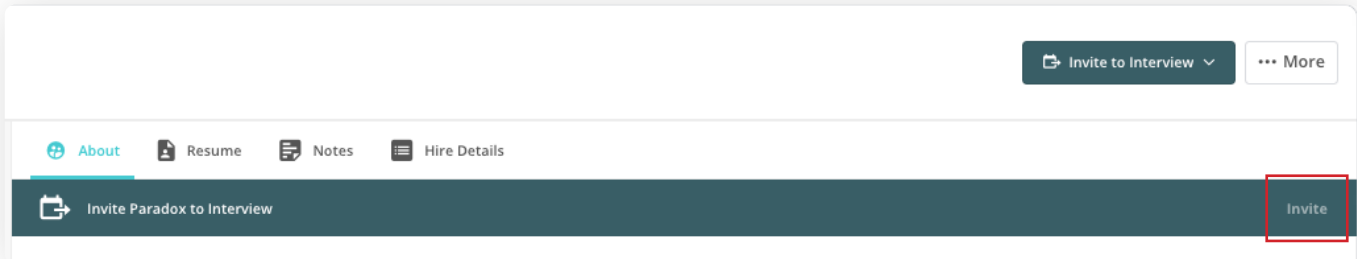 Invite to Interview
••• More
About
Resume
Notes
Hire Details
Invite Paradox to Interview
Invite